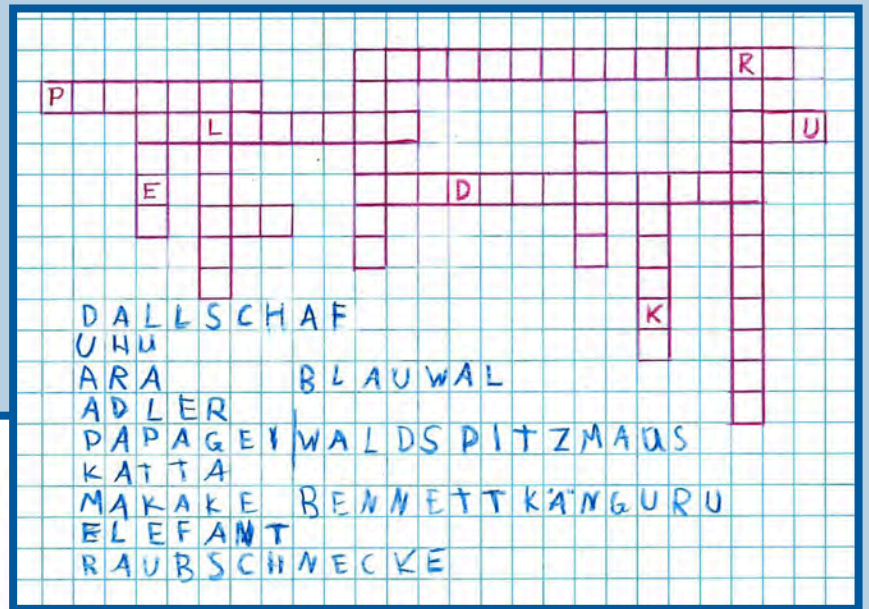 R
P
L U
E D
DALLSCHAF K
UHU
ARA BLAUWAL
ADLER
PAPAGEI WALDSPITZMAUS
KATTA
MAKAKE BENNETTKÄNGURU
ELEFANT
RAUBSCHNECKE